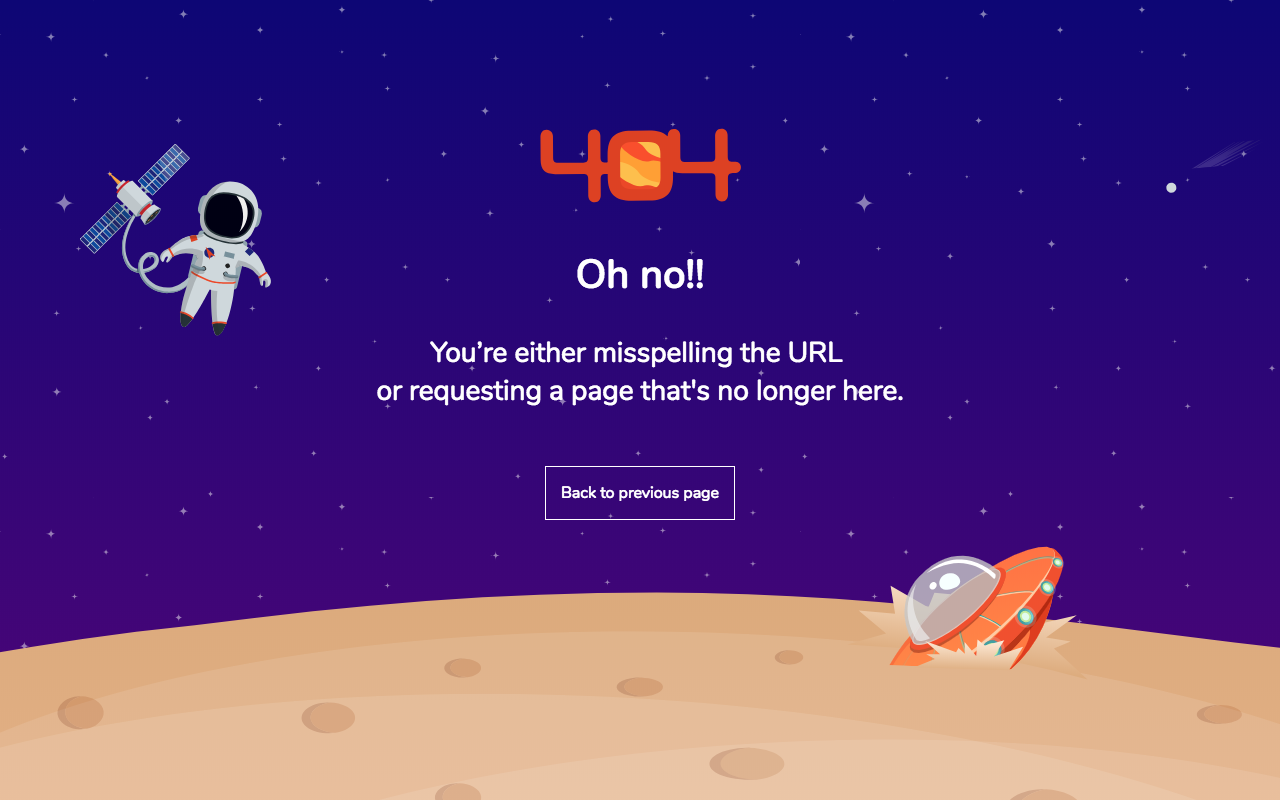 404
Oh no!!
You’re either misspelling the URL
or requesting a page that's no longer here.
Back to previous page